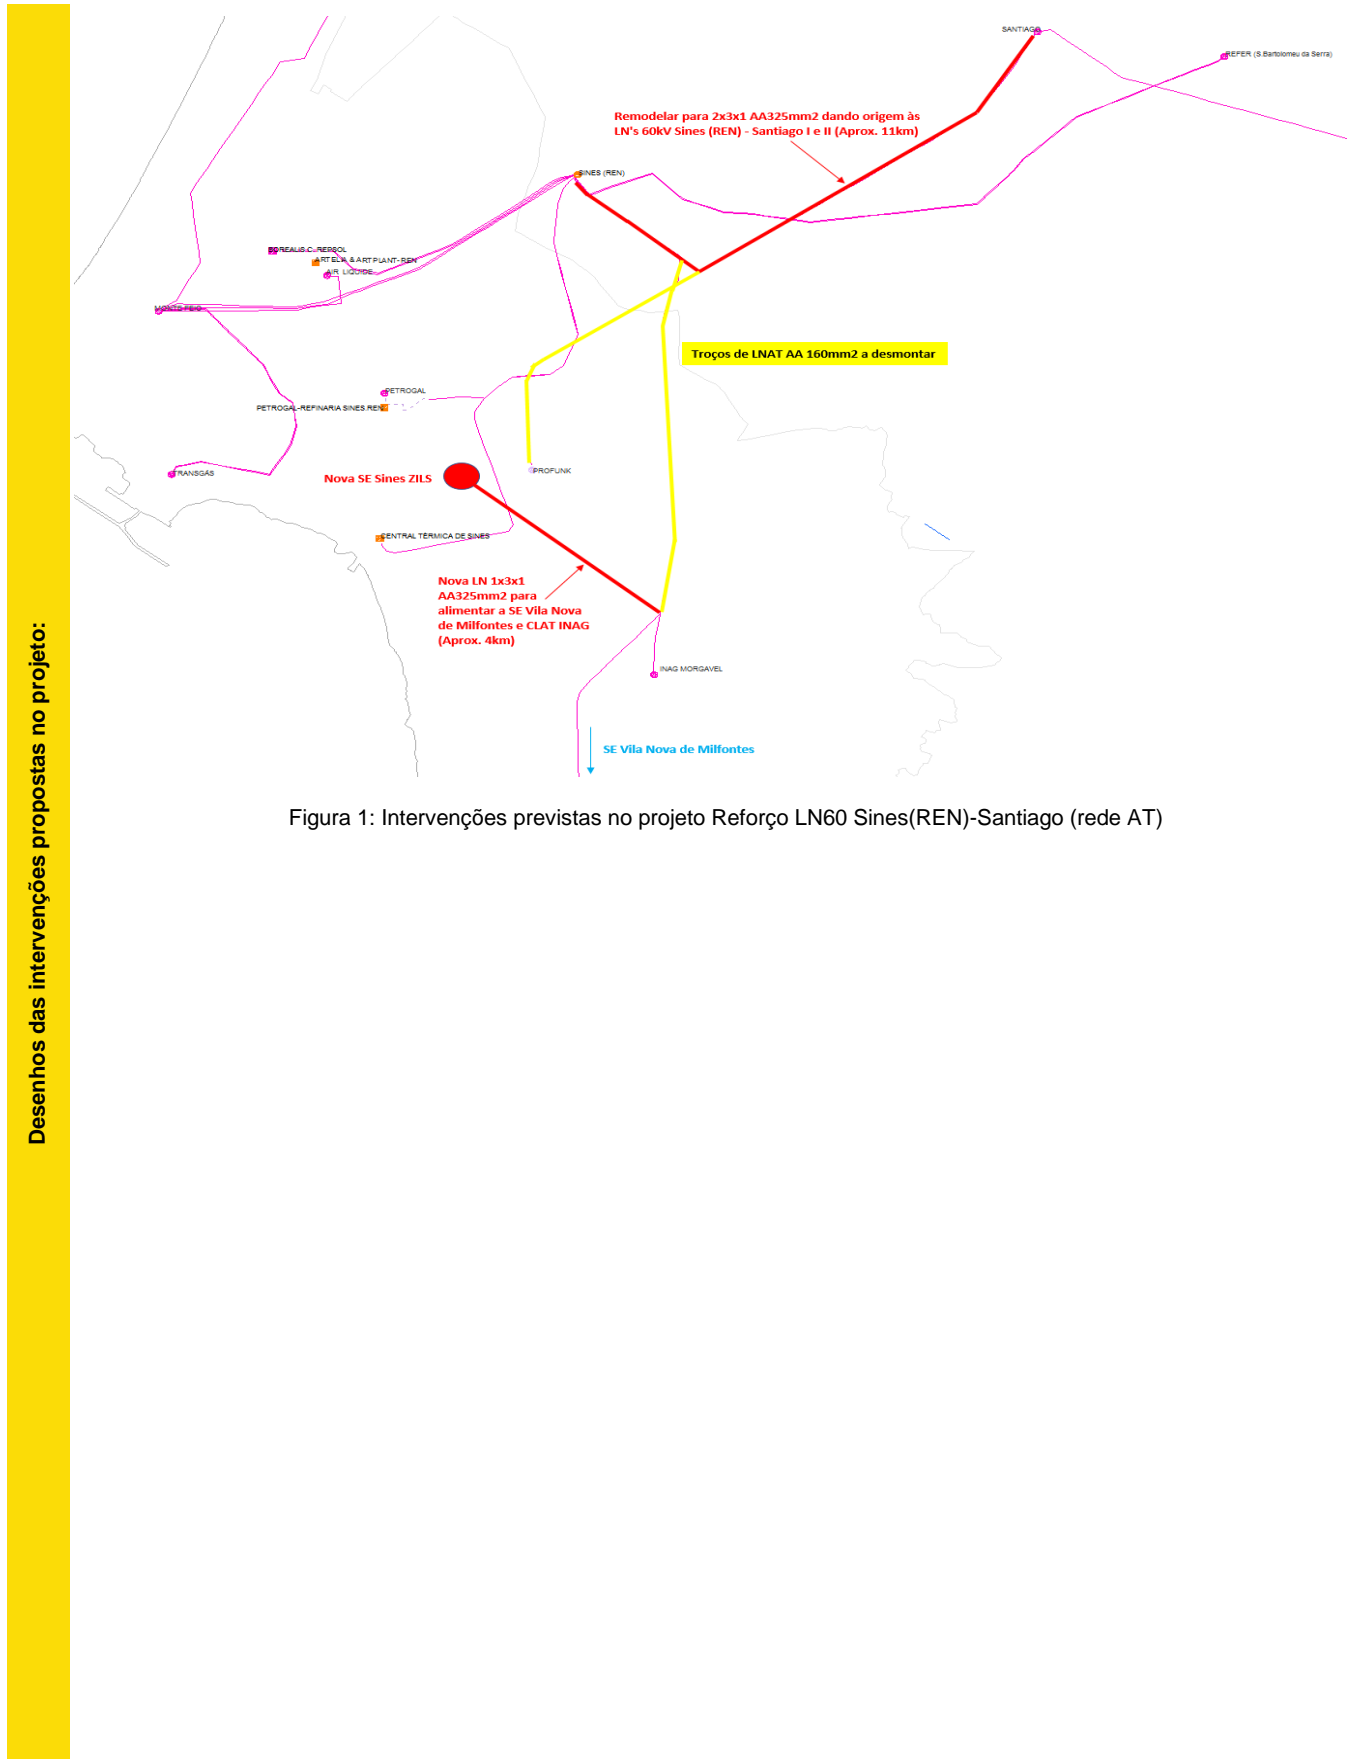 Desenhos das intervenções propostas no projeto:
SANTIAGO
REFER (S.Bartolomeu da Serra)
Remodelar para 2x3x1 AA325mm2 dando origem às
LN's 60kV Sines (REN) - Santiago I e II (Aprox. 11km)
SINES (REN)
REPSOL
ARTELIA & ARTPLANT-REN
AIR LIQUIDE
MONTE FEIO
Troços de LNAT AA 160mm2 a desmontar
PETROGAL
PETROGAL-REFINARIA SINES.REN
TRANSGÁS
Nova SE Sines ZILS
PROFUNK
CENTRAL TÉRMICA DE SINES
Nova LN 1x3x1
AA325mm2 para
alimentar a SE Vila Nova
de Milfontes e CLAT INAG
(Aprox. 4km)
INAG MORGAVEL
SE Vila Nova de Milfontes
Figura 1: Intervenções previstas no projeto Reforço LN60 Sines(REN)-Santiago (rede AT)